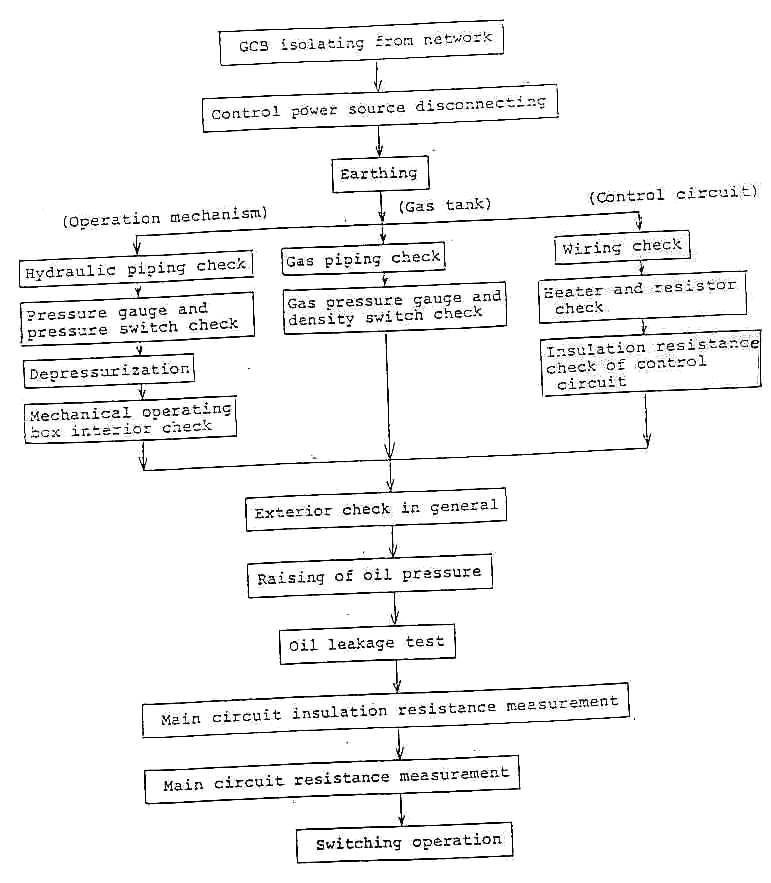 GCB isolating from network
Control power source disconnecting
Earthing
(Operation mechanism)
(Gas tank)
(Control circuit)
Hydraulic piping check
Pressure gauge and
pressure switch check
Depressurization
Mechanical operating
box interior check
Gas piping check
Gas pressure gauge and
density switch check
Wiring check
Heater and resistor
check
Insulation resistance
check of control
circuit
Exterior check in general
Raising of oil pressure
Oil leakage test
Main circuit insulation resistance measurement
Main circuit resistance measurement
Switching operation